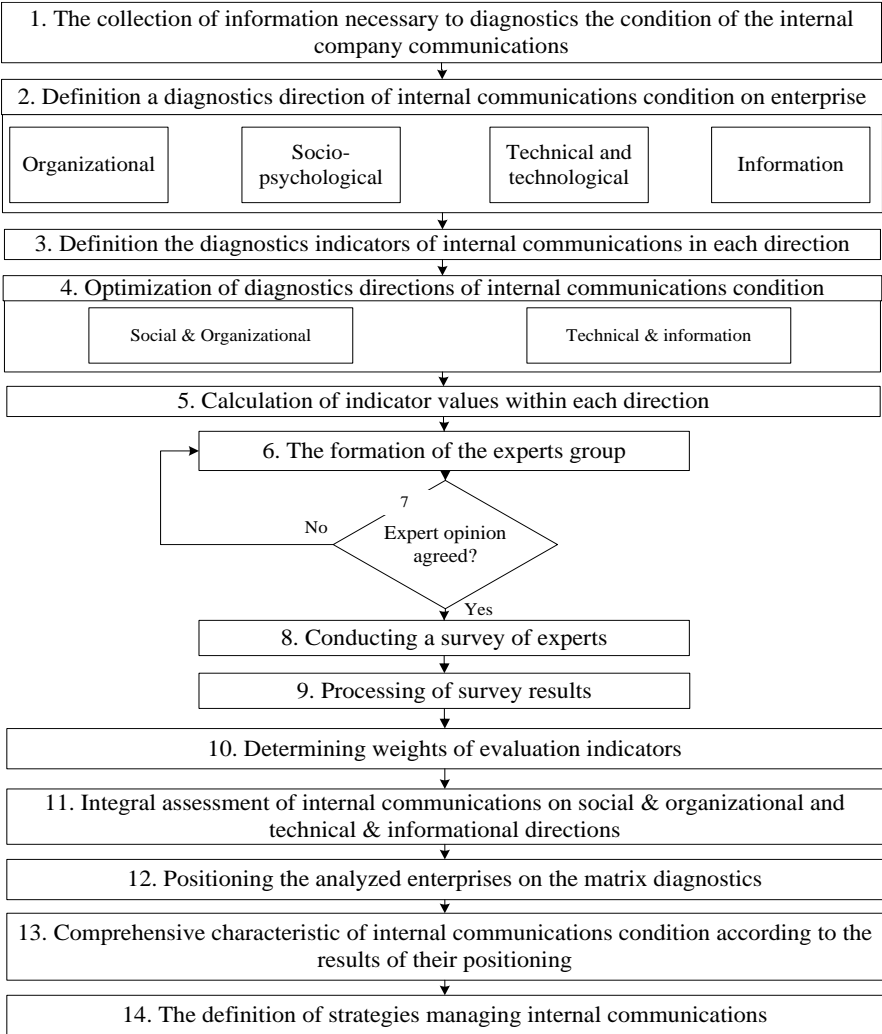 1. The collection of information necessary to diagnostics the condition of the internal
company communications
2. Definition a diagnostics direction of internal communications condition on enterprise
Organizational
Socio-
psychological
Technical and
technological
Information
3. Definition the diagnostics indicators of internal communications in each direction
4. Optimization of diagnostics directions of internal communications condition
Social & Organizational
Technical & information
5. Calculation of indicator values within each direction
6. The formation of the experts group
7
No
Expert opinion
agreed?
Yes
8. Conducting a survey of experts
9. Processing of survey results
10. Determining weights of evaluation indicators
11. Integral assessment of internal communications on social & organizational and
technical & informational directions
12. Positioning the analyzed enterprises on the matrix diagnostics
13. Comprehensive characteristic of internal communications condition according to the
results of their positioning
14. The definition of strategies managing internal communications